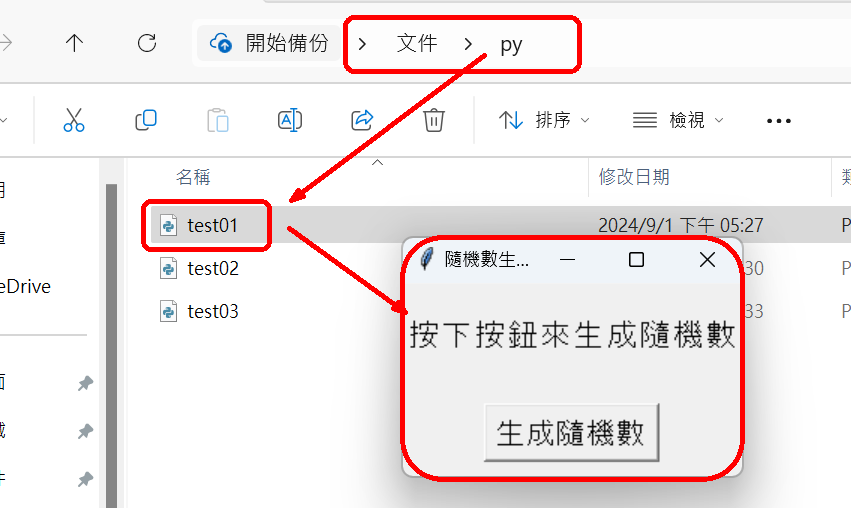 開始備份 > 文件 > py
排序 檢視 •••
名稱 修改日期
test01 2024/9/1 下午 05:27
test02 30
test03 33
eDrive
隨機數生...
按下按鈕來生成隨機數
生成隨機數